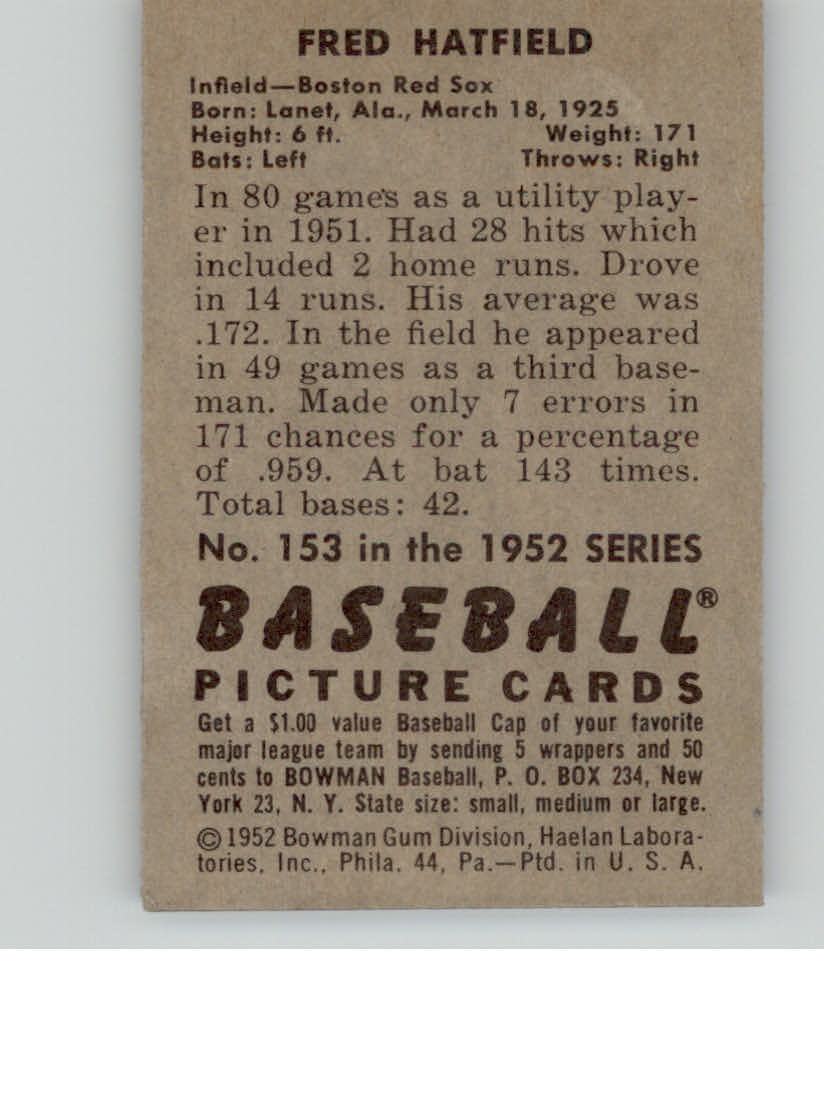 FRED HATFIELD
Infield—Boston Red Sox
Born: Lanet, Ala., March 18, 1925
Height: 6 ft. Weight: 171
Bats: Left Throws: Right
In 80 games as a utility play-
er in 1951. Had 28 hits which
included 2 home runs. Drove
in 14 runs. His average was
.172. In the field he appeared
in 49 games as a third base-
man. Made only 7 errors in
171 chances for a percentage
of .959. At bat 143 times.
Total bases: 42.
No. 153 in the 1952 SERIES
BASEBALL®
PICTURE CARDS
Get a $1.00 value Baseball Cap of your favorite
major league team by sending 5 wrappers and 50
cents to BOWMAN Baseball, P. O. BOX 234, New
York 23, N. Y. State size: small, medium or large.
© 1952 Bowman Gum Division, Haelan Labora-
tories, Inc., Phila. 44, Pa.—Ptd. in U. S. A.